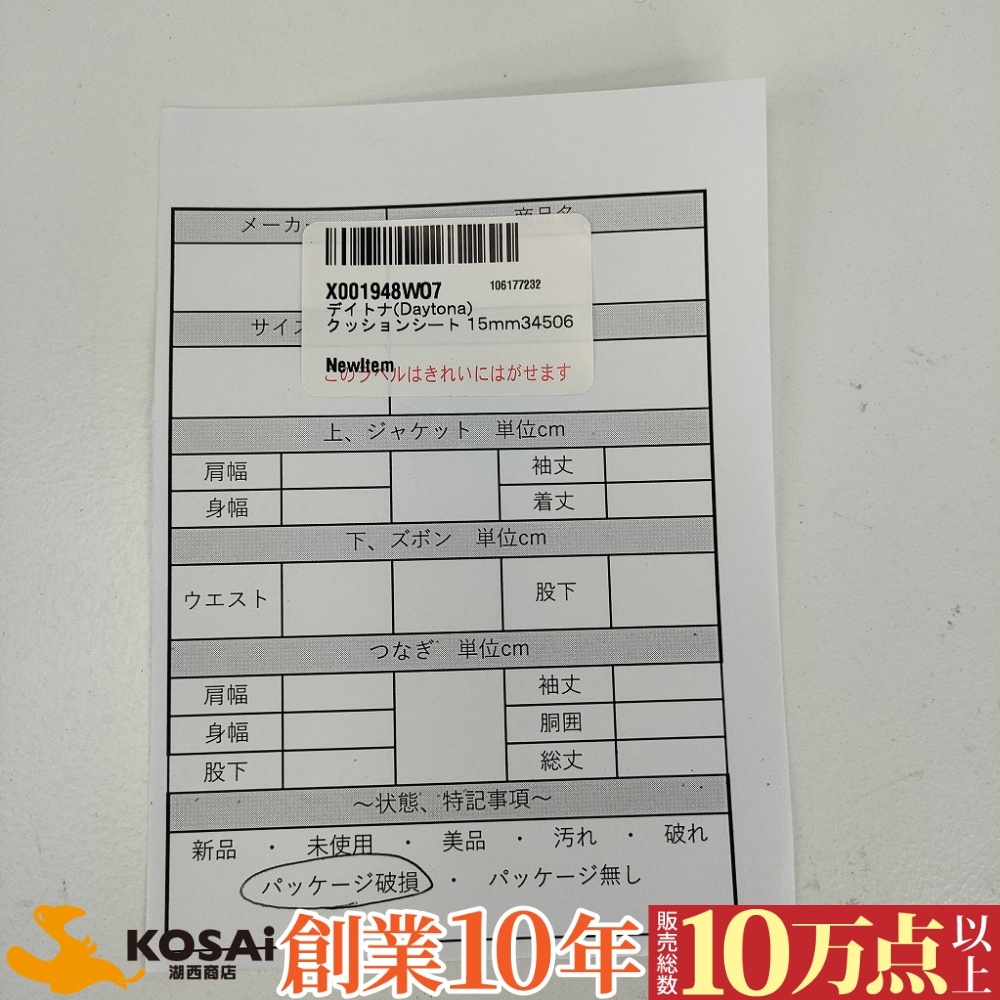 メーカ 商品名
X001948WO7 106177232
デイトナ(Daytona)
クッションシート 15mm34506
サイズ
NewItem
このラベルはきれいにはがせます
上、ジャケット 単位cm
肩幅 袖丈
身幅 着丈
下、ズボン 単位cm
ウエスト 股下
つなぎ 単位cm
肩幅 袖丈
身幅 胴囲
股下 総丈
～状態、特記事項～
新品 ・ 未使用 ・ 美品 ・ 汚れ ・ 破れ
パッケージ破損 ・ パッケージ無し
KOSAi
湖西商店
創業10年
販売総数
10万点以上